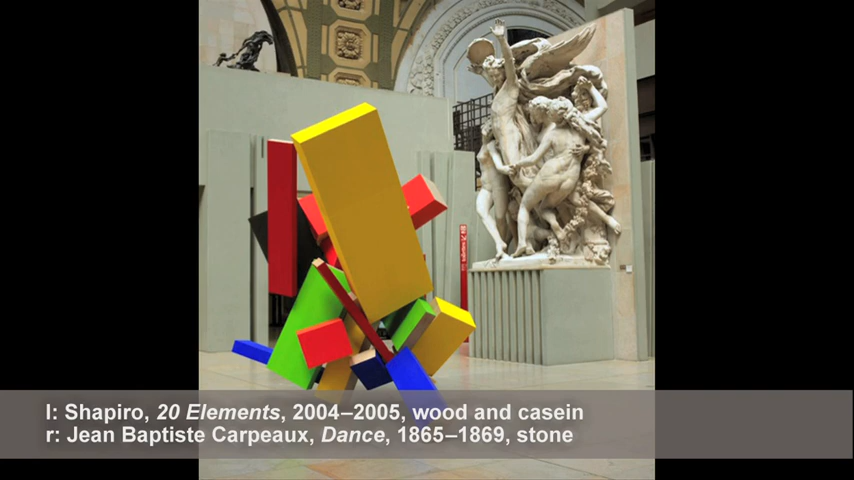 l: Shapiro, 20 Elements, 2004–2005, wood and casein
r: Jean Baptiste Carpeaux, Dance, 1865–1869, stone